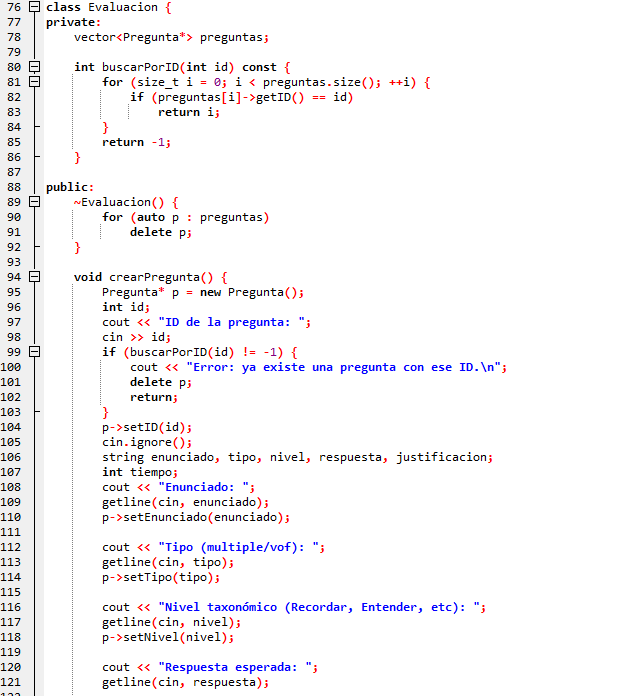 76 class Evaluacion {
77 private:
78     vector<Pregunta*> preguntas;
79
80     int buscarPorID(int id) const {
81         for (size_t i = 0; i < preguntas.size(); ++i) {
82             if (preguntas[i]->getID() == id)
83                 return i;
84         }
85         return -1;
86     }
87
88 public:
89     ~Evaluacion() {
90         for (auto p : preguntas)
91             delete p;
92     }
93
94     void crearPregunta() {
95         Pregunta* p = new Pregunta();
96         int id;
97         cout << "ID de la pregunta: ";
98         cin >> id;
99         if (buscarPorID(id) != -1) {
100             cout << "Error: ya existe una pregunta con ese ID.\n";
101             delete p;
102             return;
103         }
104         p->setID(id);
105         cin.ignore();
106         string enunciado, tipo, nivel, respuesta, justificacion;
107         int tiempo;
108         cout << "Enunciado: ";
109         getline(cin, enunciado);
110         p->setEnunciado(enunciado);
111
112         cout << "Tipo (multiple/vof): ";
113         getline(cin, tipo);
114         p->setTipo(tipo);
115
116         cout << "Nivel taxonómico (Recordar, Entender, etc): ";
117         getline(cin, nivel);
118         p->setNivel(nivel);
119
120         cout << "Respuesta esperada: ";
121         getline(cin, respuesta);